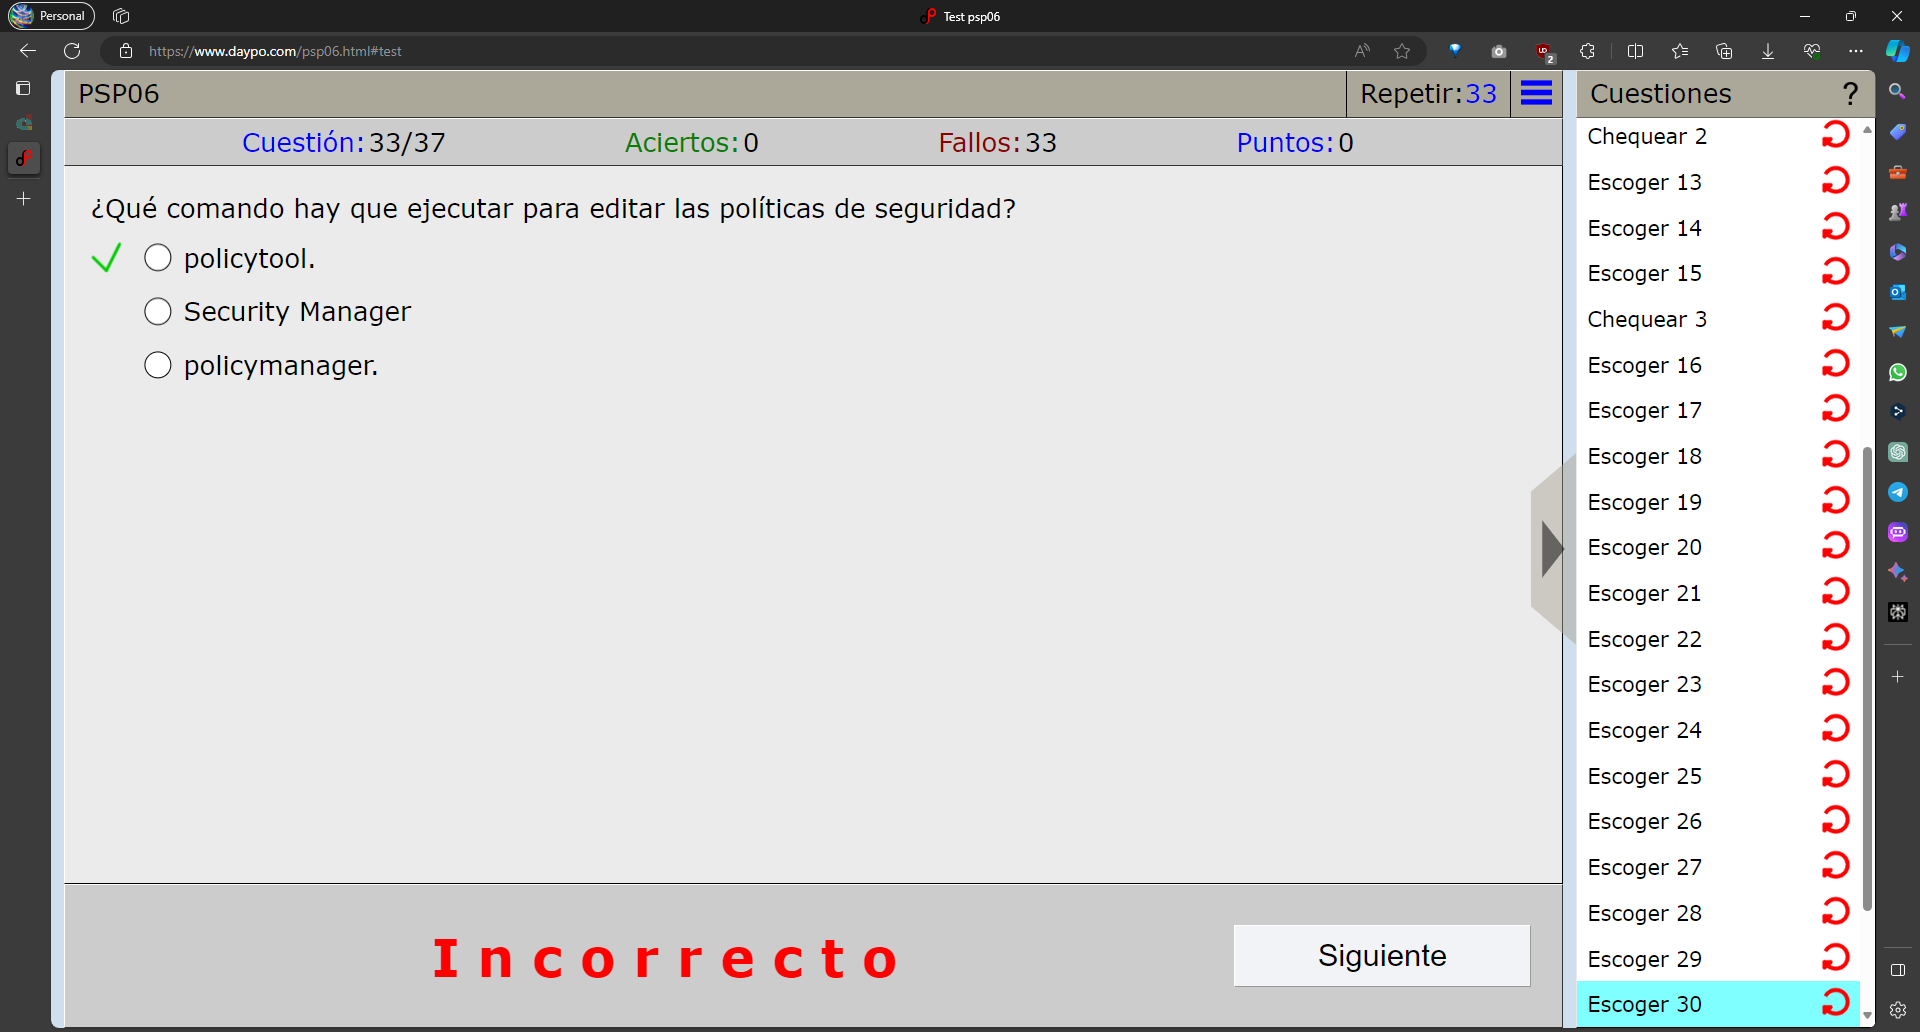 Personal
Test psp06
https://www.daypo.com/psp06.html#test
2
PSP06
Repetir:33
Cuestiones
?
Cuestión:33/37
Aciertos:0
Fallos:33
Puntos:0
¿Qué comando hay que ejecutar para editar las políticas de seguridad?
policytool.
Security Manager
policymanager.
Incorrecto
Siguiente
Chequear 2
Escoger 13
Escoger 14
Escoger 15
Chequear 3
Escoger 16
Escoger 17
Escoger 18
Escoger 19
Escoger 20
Escoger 21
Escoger 22
Escoger 23
Escoger 24
Escoger 25
Escoger 26
Escoger 27
Escoger 28
Escoger 29
Escoger 30